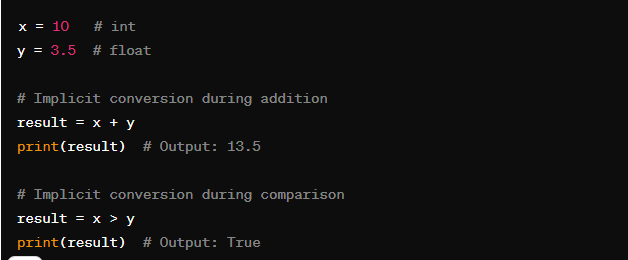 x = 10   # int
y = 3.5  # float
# Implicit conversion during addition
result = x + y
print(result)  # Output: 13.5
# Implicit conversion during comparison
result = x > y
print(result)  # Output: True